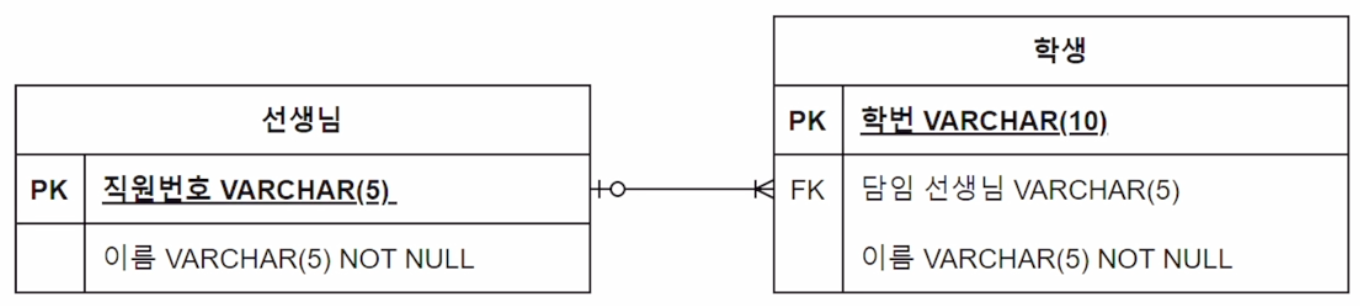 선생님
PK 직원번호 VARCHAR(5)
이름 VARCHAR(5) NOT NULL
학생
PK 학번 VARCHAR(10)
FK 담임 선생님 VARCHAR(5)
이름 VARCHAR(5) NOT NULL